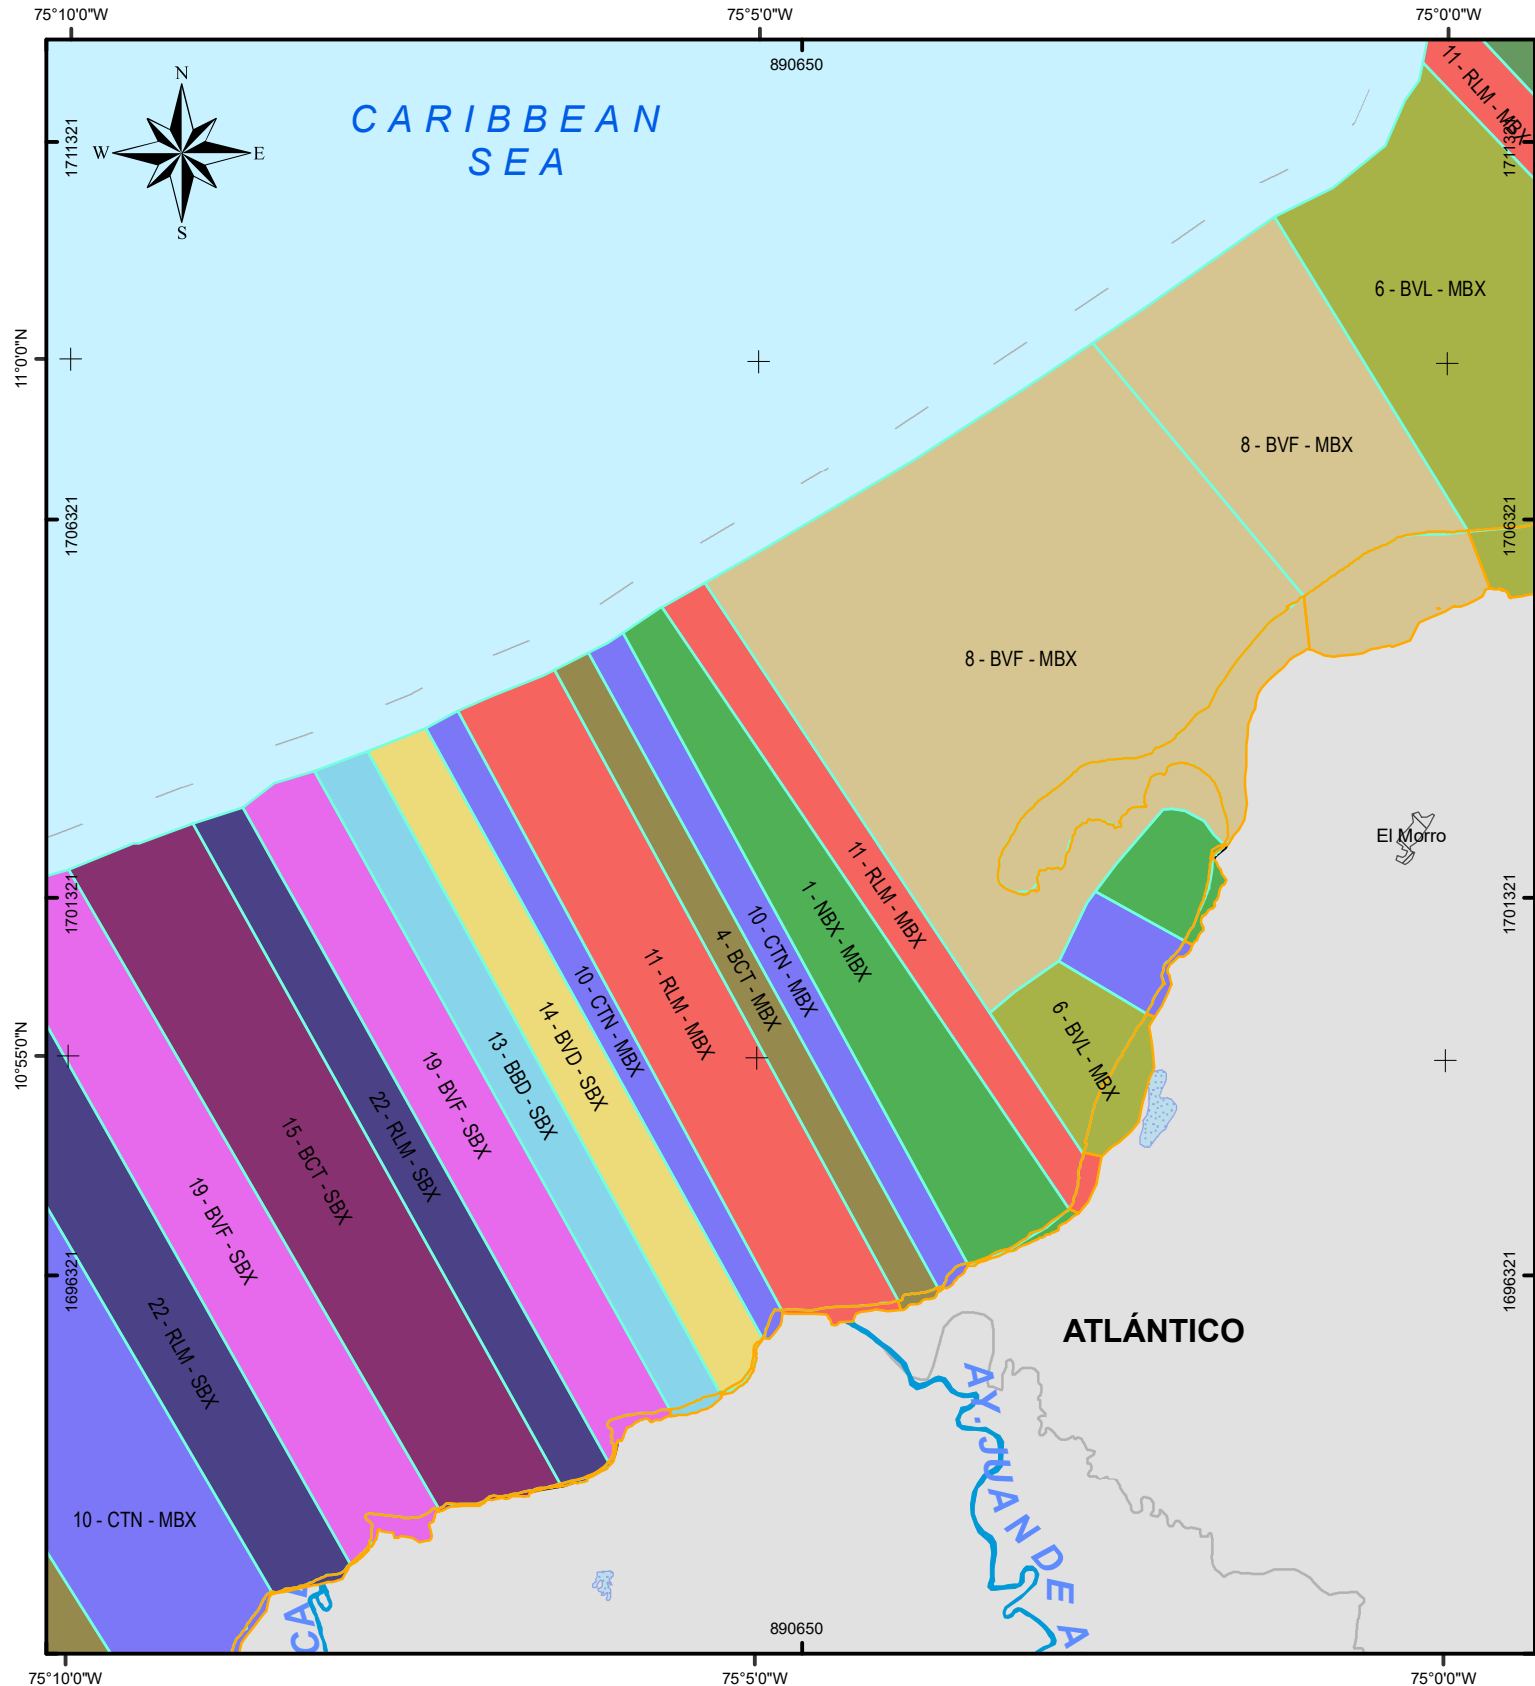 75°10'0"W
75°5'0"W
75°0'0"W
890650
N
W
E
S
CARIBBEAN
SEA
11 - RLM - MBX
1711321
1711321
6 - BVL - MBX
11°0'0"N
8 - BVF - MBX
1706321
1706321
8 - BVF - MBX
El Morro
1701321
1701321
11 - RLM - MBX
1 - NBX - MBX
10 - CTN - MBX
4 - BCT - MBX
11 - RLM - MBX
10 - CTN - MBX
14 - BVD - SBX
13 - BBD - SBX
6 - BVL - MBX
10°55'0"N
19 - BVF - SBX
22 - RLM - SBX
15 - BCT - SBX
19 - BVF - SBX
22 - RLM - SBX
1696321
1696321
ATLÁNTICO
AY. JUAN DE A
10 - CTN - MBX
CAJ
890650
75°10'0"W
75°5'0"W
75°0'0"W